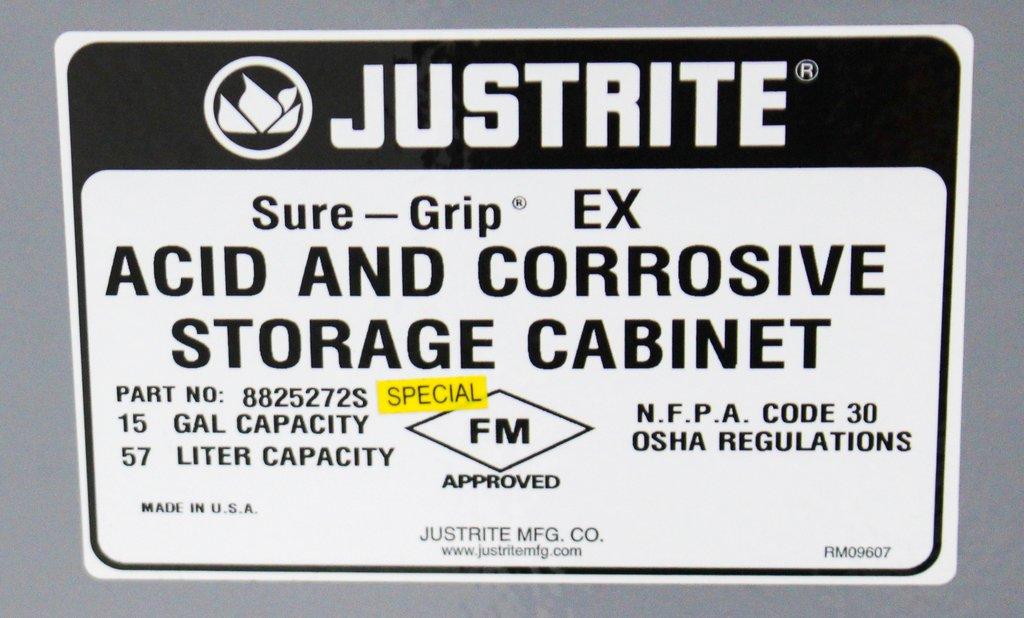 JUSTRITE®
Sure – Grip® EX
ACID AND CORROSIVE
STORAGE CABINET
PART NO: 8825272S SPECIAL
15 GAL CAPACITY
57 LITER CAPACITY
FM
APPROVED
N.F.P.A. CODE 30
OSHA REGULATIONS
MADE IN U.S.A.
JUSTRITE MFG. CO.
www.justritemfg.com
RM09607